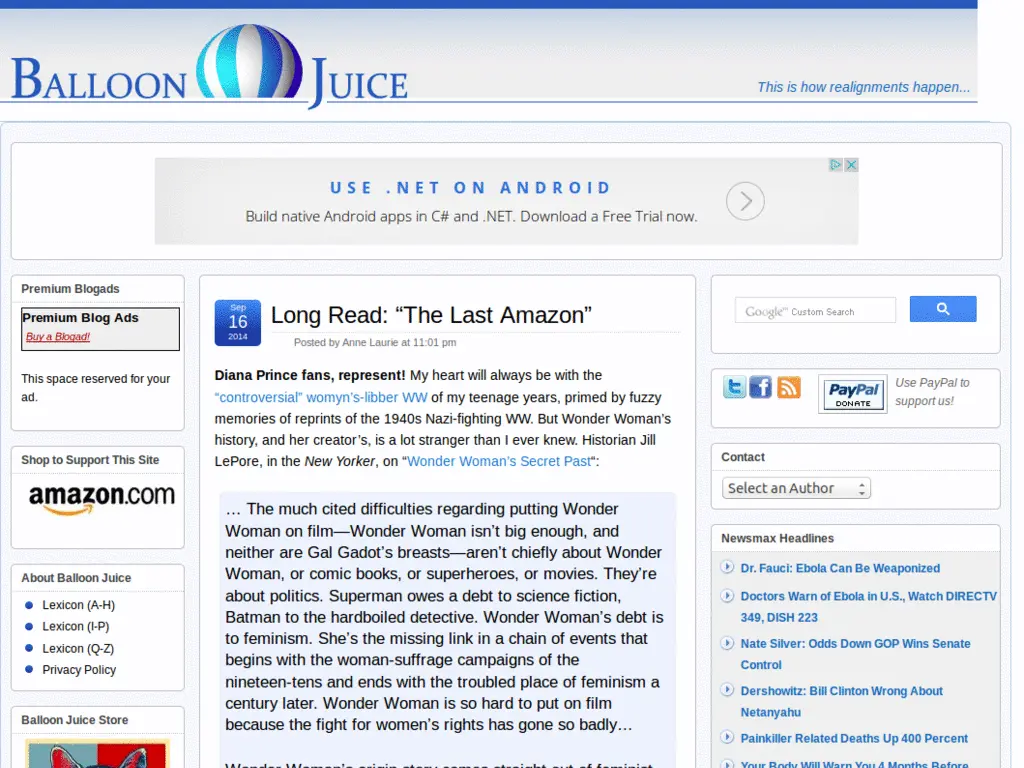 BALLOON JUICE
This is how realignments happen...
USE .NET ON ANDROID
Build native Android apps in C# and .NET. Download a Free Trial now.
Premium Blogads
Premium Blog Ads
Buy a Blogad!
This space reserved for your
ad.
Shop to Support This Site
amazon.com
About Balloon Juice
Lexicon (A-H)
Lexicon (I-P)
Lexicon (Q-Z)
Privacy Policy
Balloon Juice Store
Sep
16
2014
Long Read: “The Last Amazon”
Posted by Anne Laurie at 11:01 pm
Diana Prince fans, represent! My heart will always be with the
“controversial” womyn’s-libber WW of my teenage years, primed by fuzzy
memories of reprints of the 1940s Nazi-fighting WW. But Wonder Woman’s
history, and her creator’s, is a lot stranger than I ever knew. Historian Jill
LePore, in the New Yorker, on “Wonder Woman’s Secret Past“:
… The much cited difficulties regarding putting Wonder
Woman on film—Wonder Woman isn’t big enough, and
neither are Gal Gadot’s breasts—aren’t chiefly about Wonder
Woman, or comic books, or superheroes, or movies. They’re
about politics. Superman owes a debt to science fiction,
Batman to the hardboiled detective. Wonder Woman’s debt is
to feminism. She’s the missing link in a chain of events that
begins with the woman-suffrage campaigns of the
nineteen-tens and ends with the troubled place of feminism a
century later. Wonder Woman is so hard to put on film
because the fight for women’s rights has gone so badly…
Wonder Woman’s origin story comes straight out of feminist
Google™ Custom Search
PayPal
DONATE
Use PayPal to
support us!
Contact
Select an Author
Newsmax Headlines
Dr. Fauci: Ebola Can Be Weaponized
Doctors Warn of Ebola in U.S., Watch DIRECTV
349, DISH 223
Nate Silver: Odds Down GOP Wins Senate
Control
Dershowitz: Bill Clinton Wrong About
Netanyahu
Painkiller Related Deaths Up 400 Percent
Your Body Will Warn You 4 Months Before